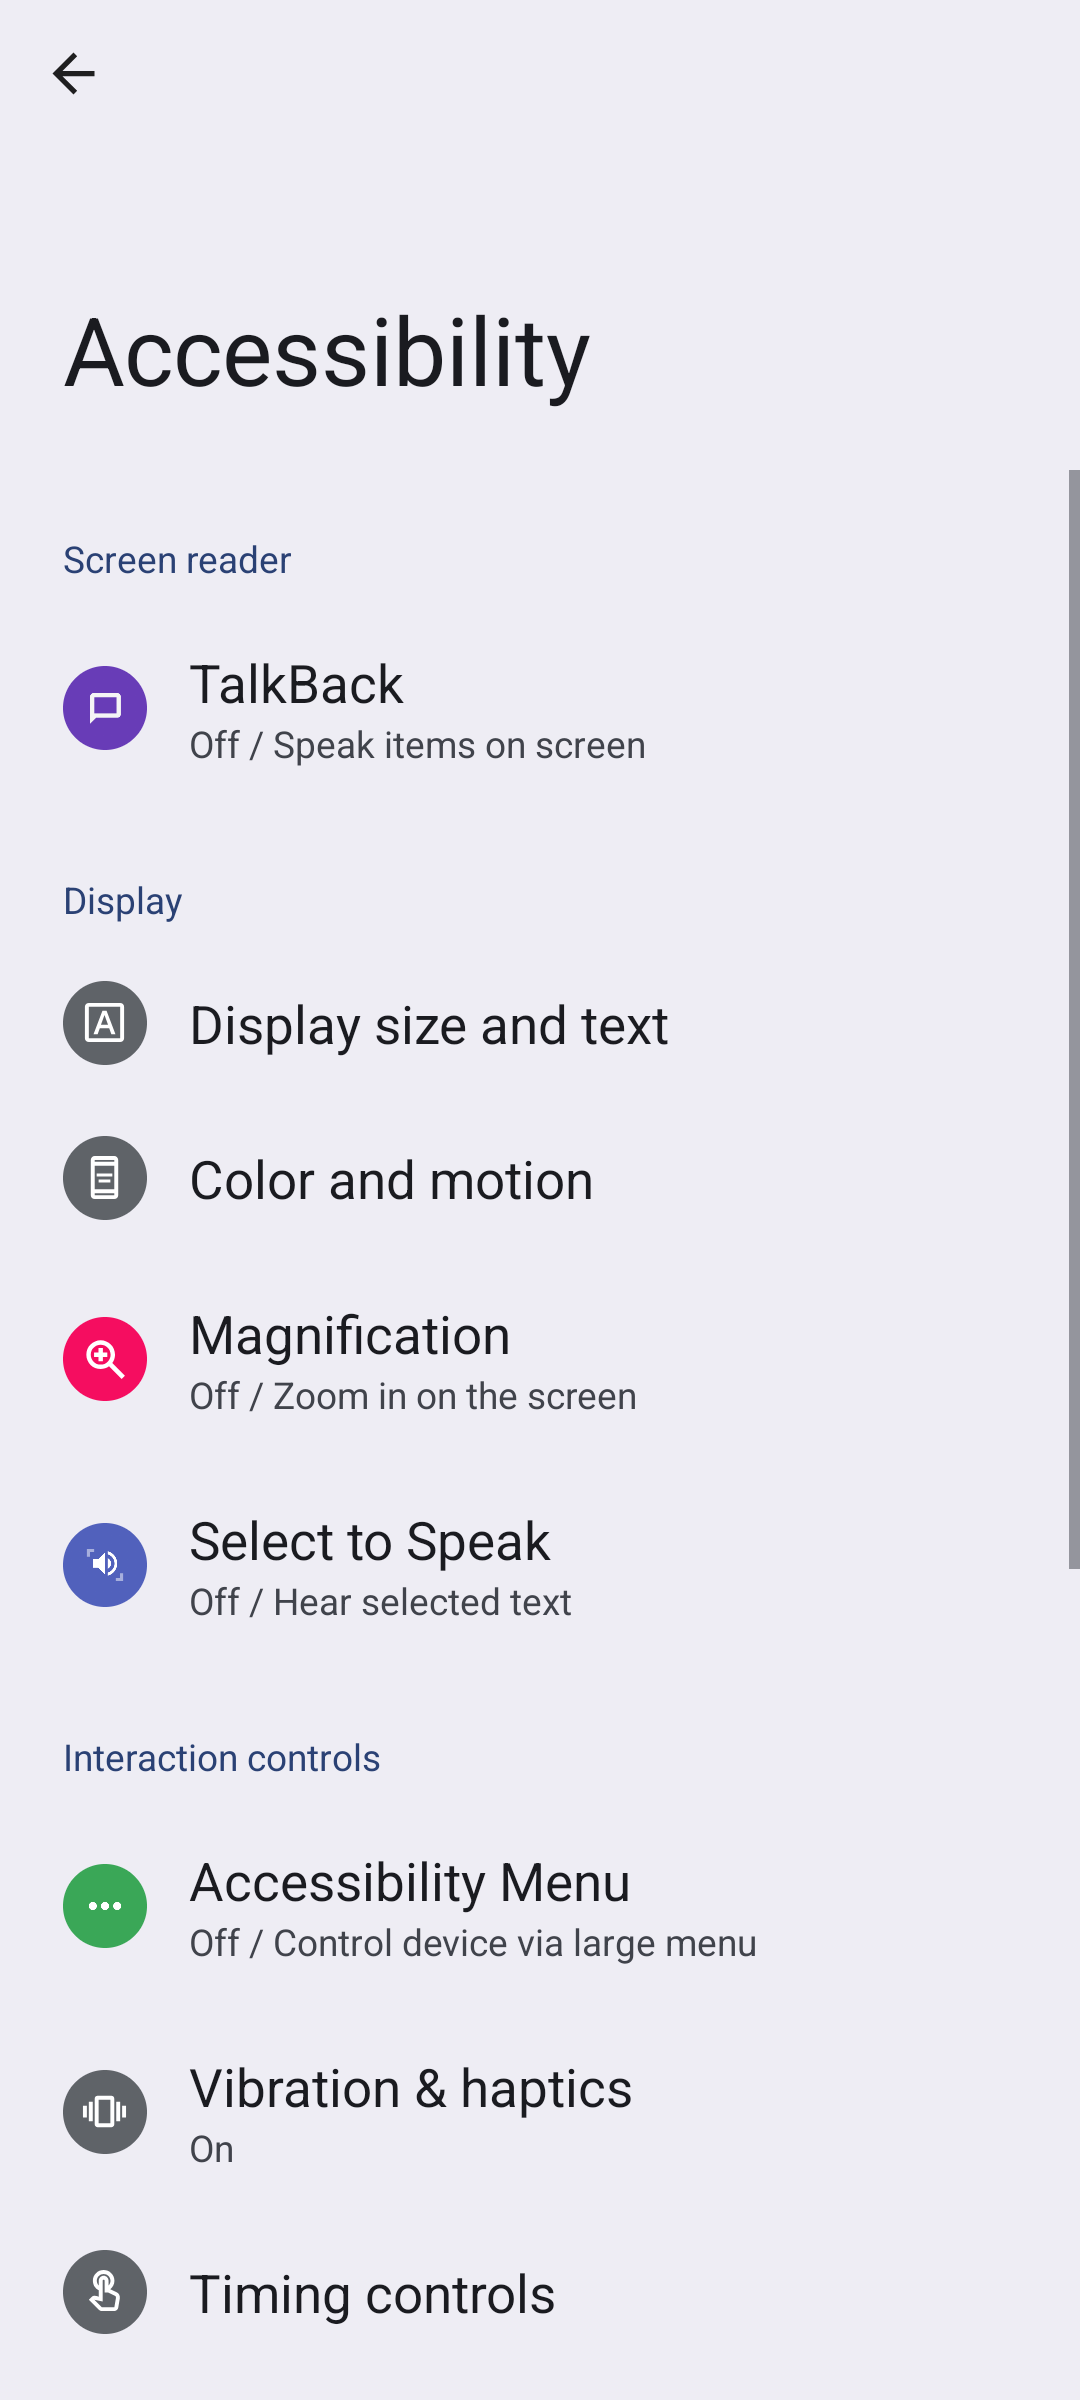 Accessibility
Screen reader
TalkBack
Off / Speak items on screen
Display
Display size and text
Color and motion
Magnification
Off / Zoom in on the screen
Select to Speak
Off / Hear selected text
Interaction controls
Accessibility Menu
Off / Control device via large menu
Vibration & haptics
On
Timing controls